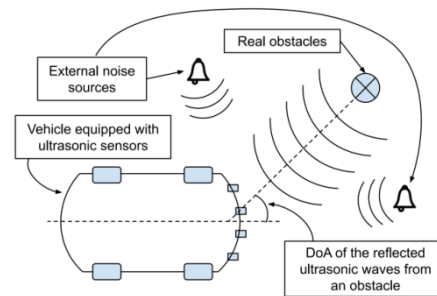 Real obstacles
External noise
sources
Vehicle equipped with
ultrasonic sensors
DoA of the reflected
ultrasonic waves from
an obstacle